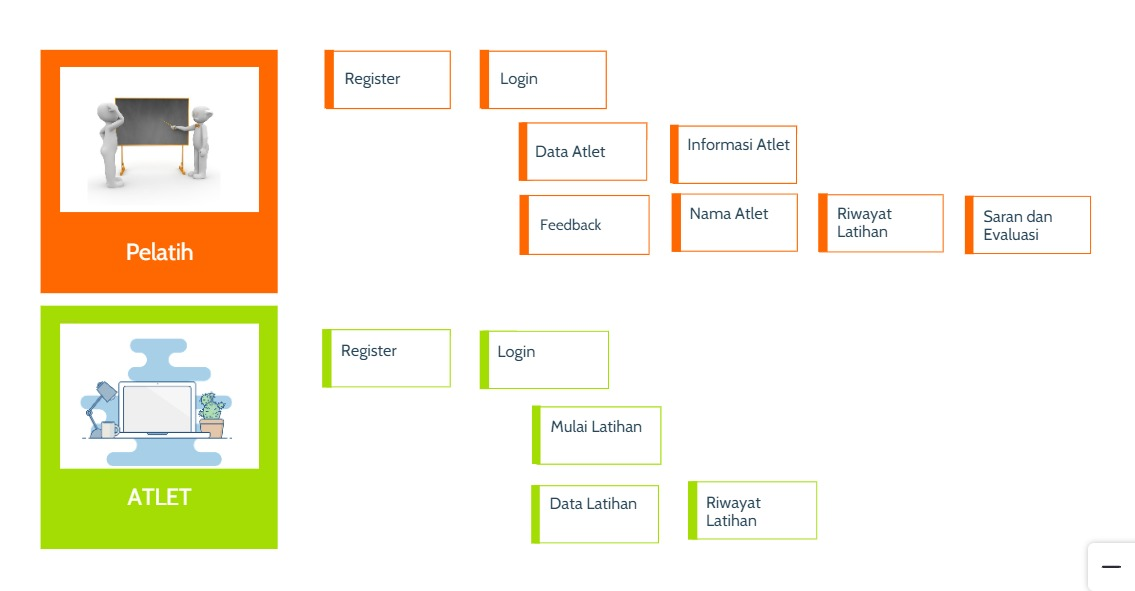 Register
Login
Data Atlet
Informasi Atlet
Feedback
Nama Atlet
Riwayat
Latihan
Saran dan
Evaluasi
Pelatih
Register
Login
Mulai Latihan
Data Latihan
Riwayat
Latihan
ATLET